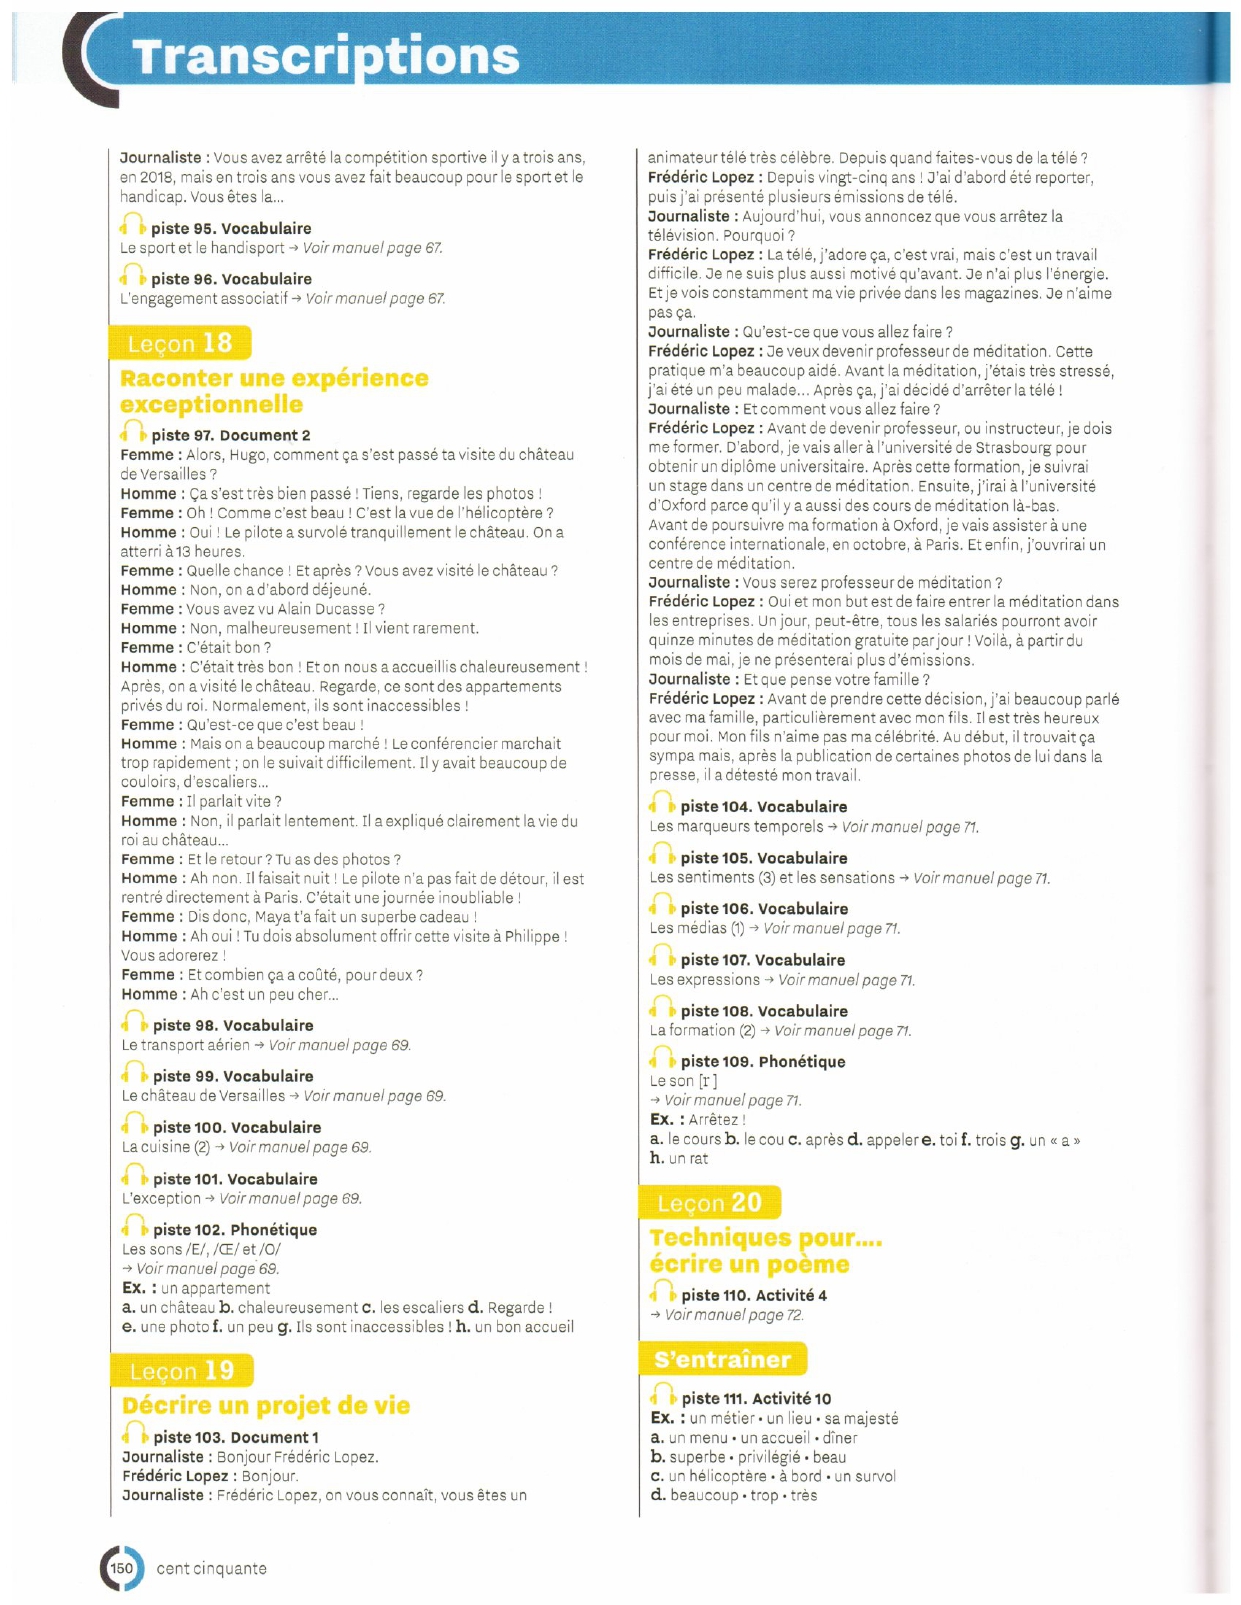 Transcriptions
Journaliste : Vous avez arrêté la compétition sportive il y a trois ans,
en 2018, mais en trois ans vous avez fait beaucoup pour le sport et le
handicap. Vous êtes la...
piste 95. Vocabulaire
Le sport et le handisport → Voir manuel page 67.
piste 96. Vocabulaire
L'engagement associatif → Voir manuel page 67.
Leçon 18
Raconter une expérience
exceptionnelle
piste 97. Document 2
Femme : Alors, Hugo, comment ça s'est passé ta visite du château
de Versailles ?
Homme : Ça s'est très bien passé ! Tiens, regarde les photos !
Femme : Oh ! Comme c'est beau ! C'est la vue de l'hélicoptère ?
Homme : Oui ! Le pilote a survolé tranquillement le château. On a
atterri à 13 heures.
Femme : Quelle chance ! Et après ? Vous avez visité le château ?
Homme : Non, on a d'abord déjeuné.
Femme : Vous avez vu Alain Ducasse ?
Homme : Non, malheureusement ! Il vient rarement.
Femme : C'était bon ?
Homme : C'était très bon ! Et on nous a accueillis chaleureusement !
Après, on a visité le château. Regarde, ce sont des appartements
privés du roi. Normalement, ils sont inaccessibles !
Femme : Qu'est-ce que c'est beau !
Homme : Mais on a beaucoup marché ! Le conférencier marchait
trop rapidement ; on le suivait difficilement. Il y avait beaucoup de
couloirs, d'escaliers...
Femme : Il parlait vite ?
Homme : Non, il parlait lentement. Il a expliqué clairement la vie du
roi au château...
Femme : Et le retour ? Tu as des photos ?
Homme : Ah non. Il faisait nuit ! Le pilote n'a pas fait de détour, il est
rentré directement à Paris. C'était une journée inoubliable !
Femme : Dis donc, Maya t'a fait un superbe cadeau !
Homme : Ah oui ! Tu dois absolument offrir cette visite à Philippe !
Vous adorerez !
Femme : Et combien ça a coûté, pour deux ?
Homme : Ah c'est un peu cher...
piste 98. Vocabulaire
Le transport aérien → Voir manuel page 69.
piste 99. Vocabulaire
Le château de Versailles → Voir manuel page 69.
piste 100. Vocabulaire
La cuisine (2) → Voir manuel page 69.
piste 101. Vocabulaire
L'exception → Voir manuel page 69.
piste 102. Phonétique
Les sons /E/, /Œ/ et /O/
→ Voir manuel page 69.
Ex. : un appartement
a. un château b. chaleureusement c. les escaliers d. Regarde !
e. une photo f. un peu g. Ils sont inaccessibles ! h. un bon accueil
Leçon 19
Décrire un projet de vie
piste 103. Document 1
Journaliste : Bonjour Frédéric Lopez.
Frédéric Lopez : Bonjour.
Journaliste : Frédéric Lopez, on vous connaît, vous êtes un
animateur télé très célèbre. Depuis quand faites-vous de la télé ?
Frédéric Lopez : Depuis vingt-cinq ans ! J'ai d'abord été reporter,
puis j'ai présenté plusieurs émissions de télé.
Journaliste : Aujourd'hui, vous annoncez que vous arrêtez la
télévision. Pourquoi ?
Frédéric Lopez : La télé, j'adore ça, c'est vrai, mais c'est un travail
difficile. Je ne suis plus aussi motivé qu'avant. Je n'ai plus l'énergie.
Et je vois constamment ma vie privée dans les magazines. Je n'aime
pas ça.
Journaliste : Qu'est-ce que vous allez faire ?
Frédéric Lopez : Je veux devenir professeur de méditation. Cette
pratique m'a beaucoup aidé. Avant la méditation, j'étais très stressé,
j'ai été un peu malade... Après ça, j'ai décidé d'arrêter la télé !
Journaliste : Et comment vous allez faire ?
Frédéric Lopez : Avant de devenir professeur, ou instructeur, je dois
me former. D'abord, je vais aller à l'université de Strasbourg pour
obtenir un diplôme universitaire. Après cette formation, je suivrai
un stage dans un centre de méditation. Ensuite, j'irai à l'université
d'Oxford parce qu'il y a aussi des cours de méditation là-bas.
Avant de poursuivre ma formation à Oxford, je vais assister à une
conférence internationale, en octobre, à Paris. Et enfin, j'ouvrirai un
centre de méditation.
Journaliste : Vous serez professeur de méditation ?
Frédéric Lopez : Oui et mon but est de faire entrer la méditation dans
les entreprises. Un jour, peut-être, tous les salariés pourront avoir
quinze minutes de méditation gratuite par jour ! Voilà, à partir du
mois de mai, je ne présenterai plus d'émissions.
Journaliste : Et que pense votre famille ?
Frédéric Lopez : Avant de prendre cette décision, j'ai beaucoup parlé
avec ma famille, particulièrement avec mon fils. Il est très heureux
pour moi. Mon fils n'aime pas ma célébrité. Au début, il trouvait ça
sympa mais, après la publication de certaines photos de lui dans la
presse, il a détesté mon travail.
piste 104. Vocabulaire
Les marqueurs temporels → Voir manuel page 71.
piste 105. Vocabulaire
Les sentiments (3) et les sensations → Voir manuel page 71.
piste 106. Vocabulaire
Les médias (1) → Voir manuel page 71.
piste 107. Vocabulaire
Les expressions → Voir manuel page 71.
piste 108. Vocabulaire
La formation (2) → Voir manuel page 71.
piste 109. Phonétique
Le son [r]
→ Voir manuel page 71.
Ex. : Arrêtez !
a. le cours b. le cou c. après d. appeler e. toi f. trois g. un « a »
h. un rat
Leçon 20
Techniques pour....
écrire un poème
piste 110. Activité 4
→ Voir manuel page 72.
S'entraîner
piste 111. Activité 10
Ex. : un métier • un lieu • sa majesté
a. un menu • un accueil • dîner
b. superbe • privilégié • beau
c. un hélicoptère • à bord • un survol
d. beaucoup • trop • très
150 cent cinquante